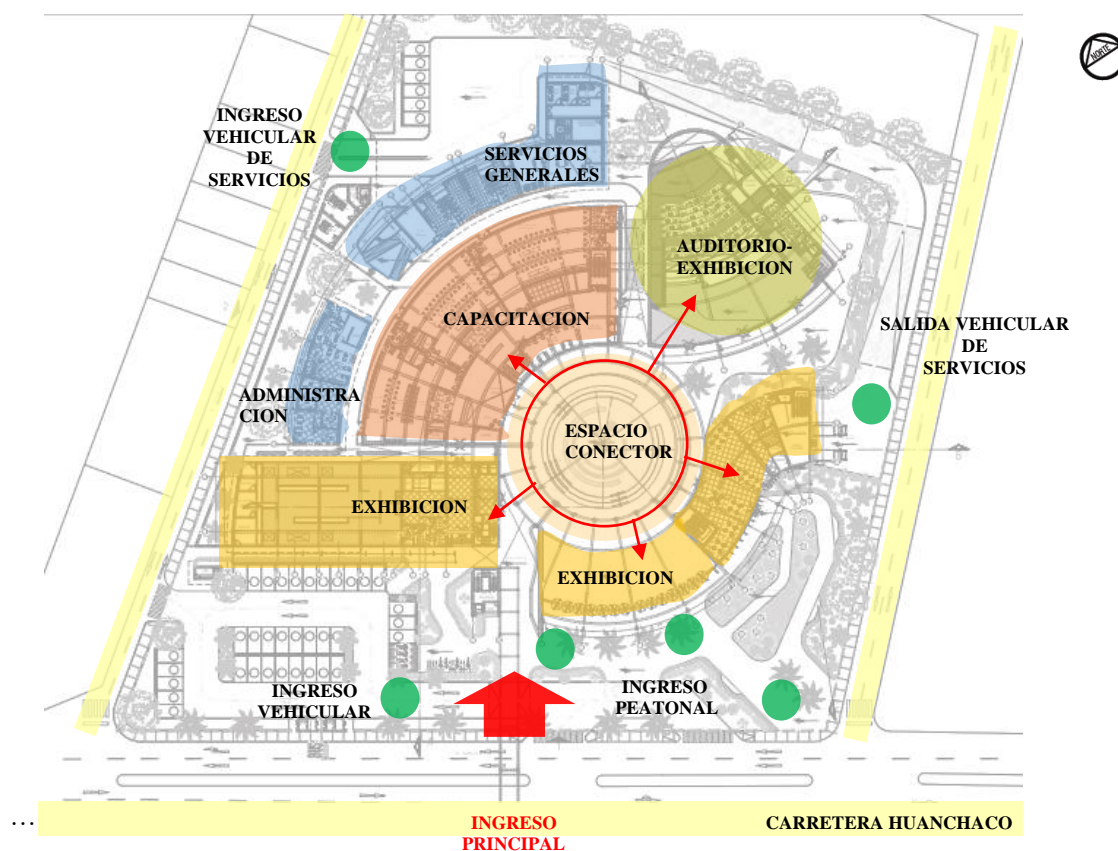 NORTE
INGRESO
VEHICULAR
DE
SERVICIOS
SERVICIOS
GENERALES
AUDITORIO-
EXHIBICION
CAPACITACION
SALIDA VEHICULAR
DE
SERVICIOS
ADMINISTRA
CION
ESPACIO
CONECTOR
EXHIBICION
EXHIBICION
INGRESO
VEHICULAR
INGRESO
PEATONAL
...
INGRESO
PRINCIPAL
CARRETERA HUANCHACO